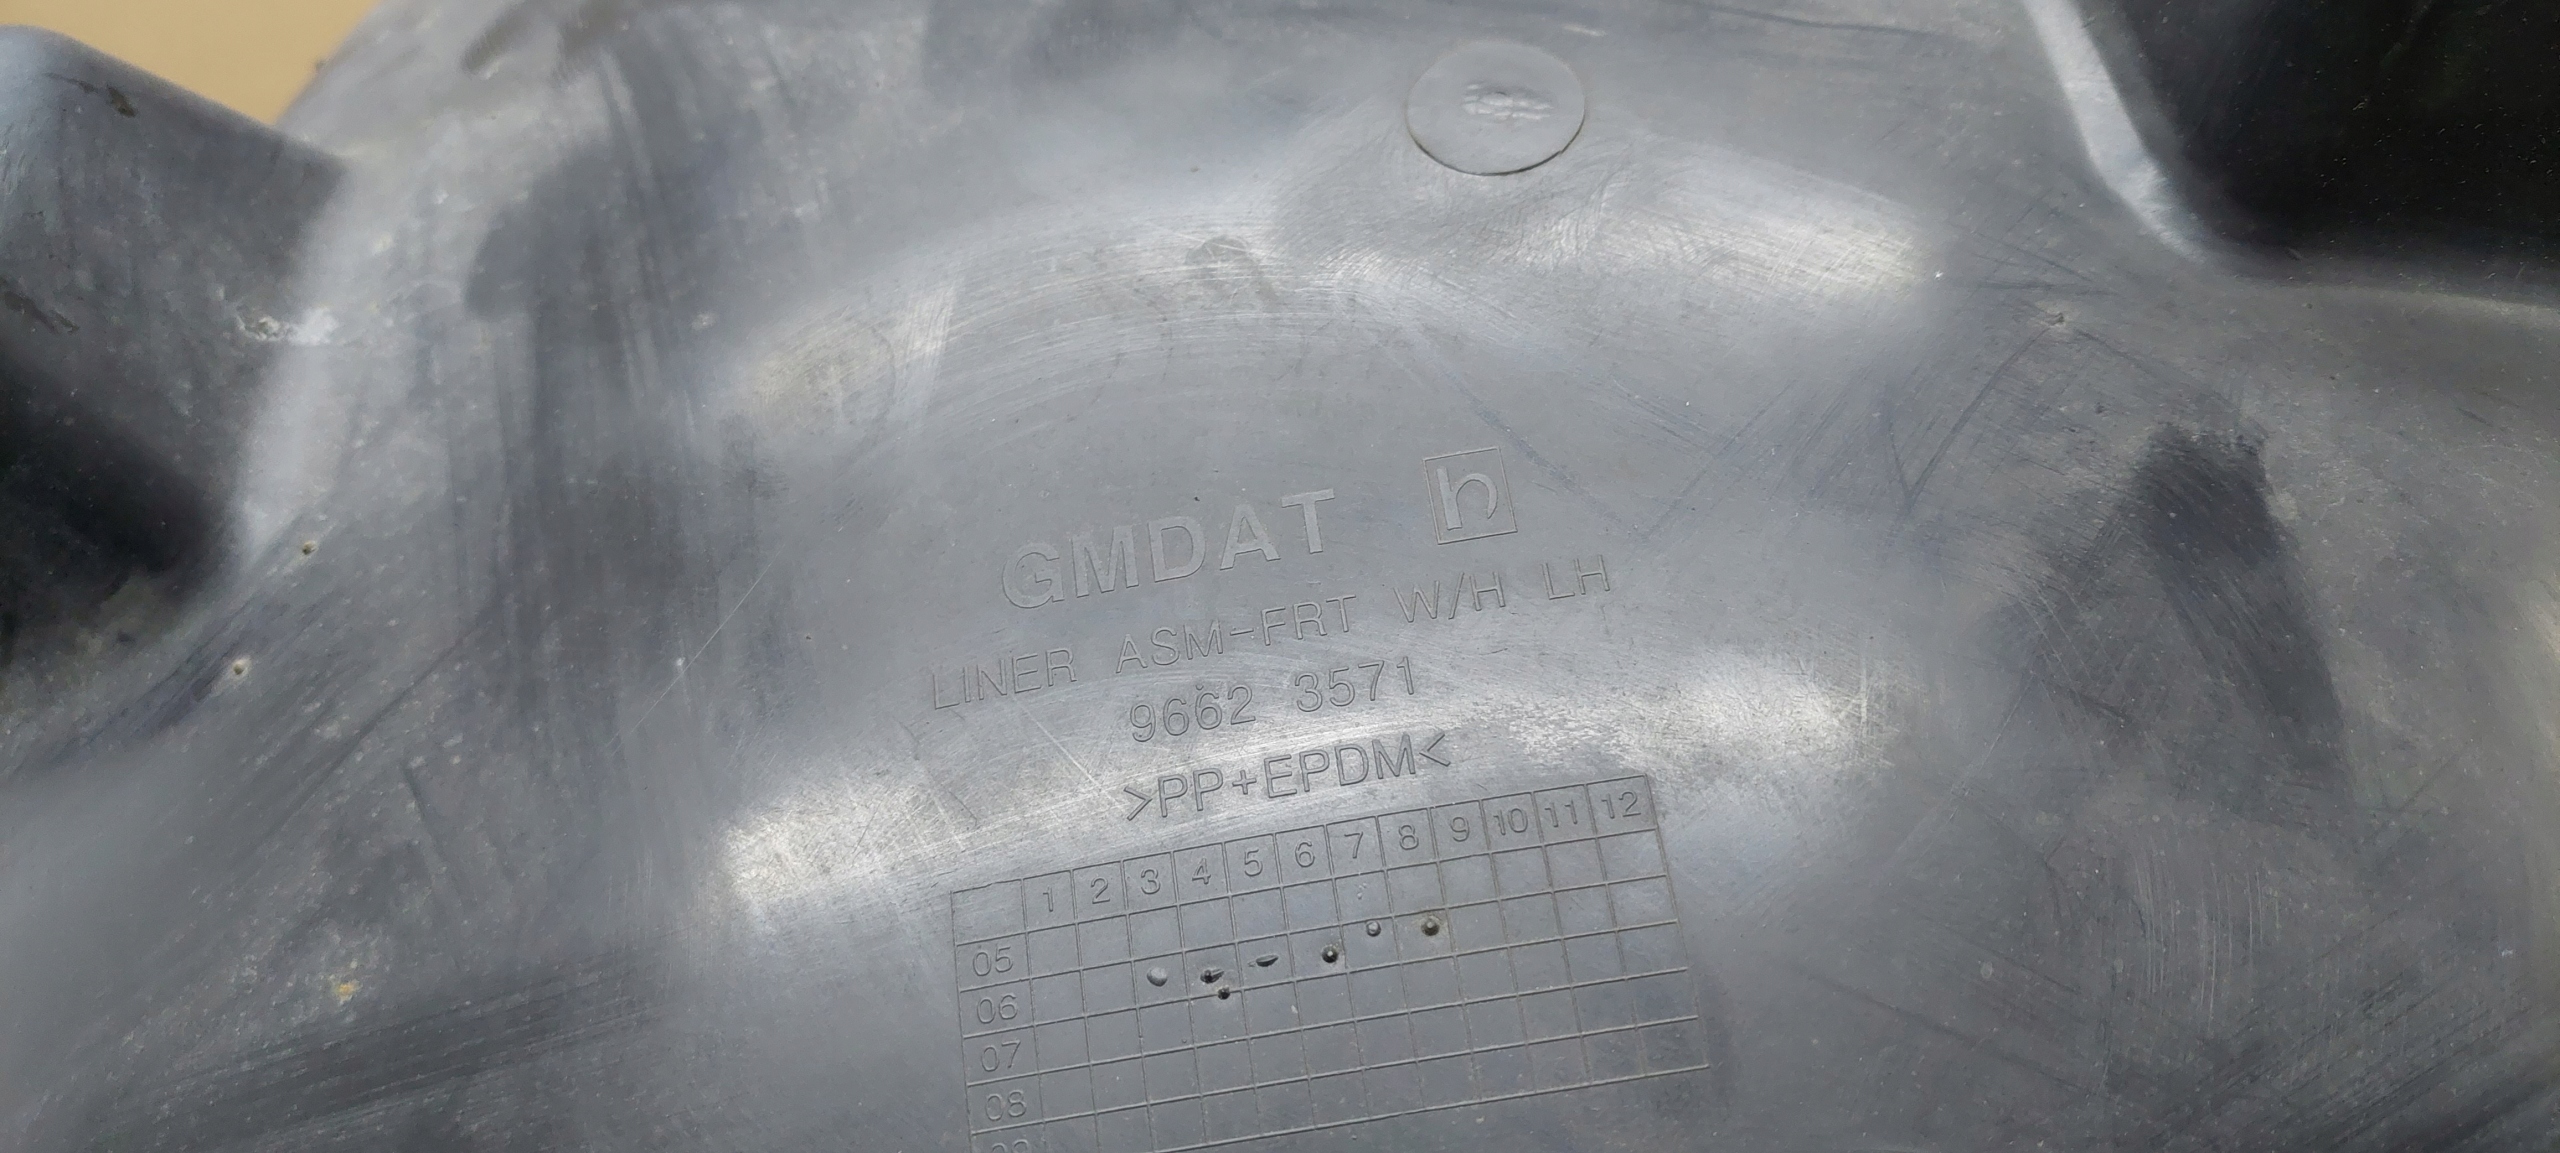 GMDAT h
LINER ASM-FRT W/H LH
9662 3571
>PP+EPDM<
1 2 3 4 5 6 7 8 9 10 11 12
05
06
07
08